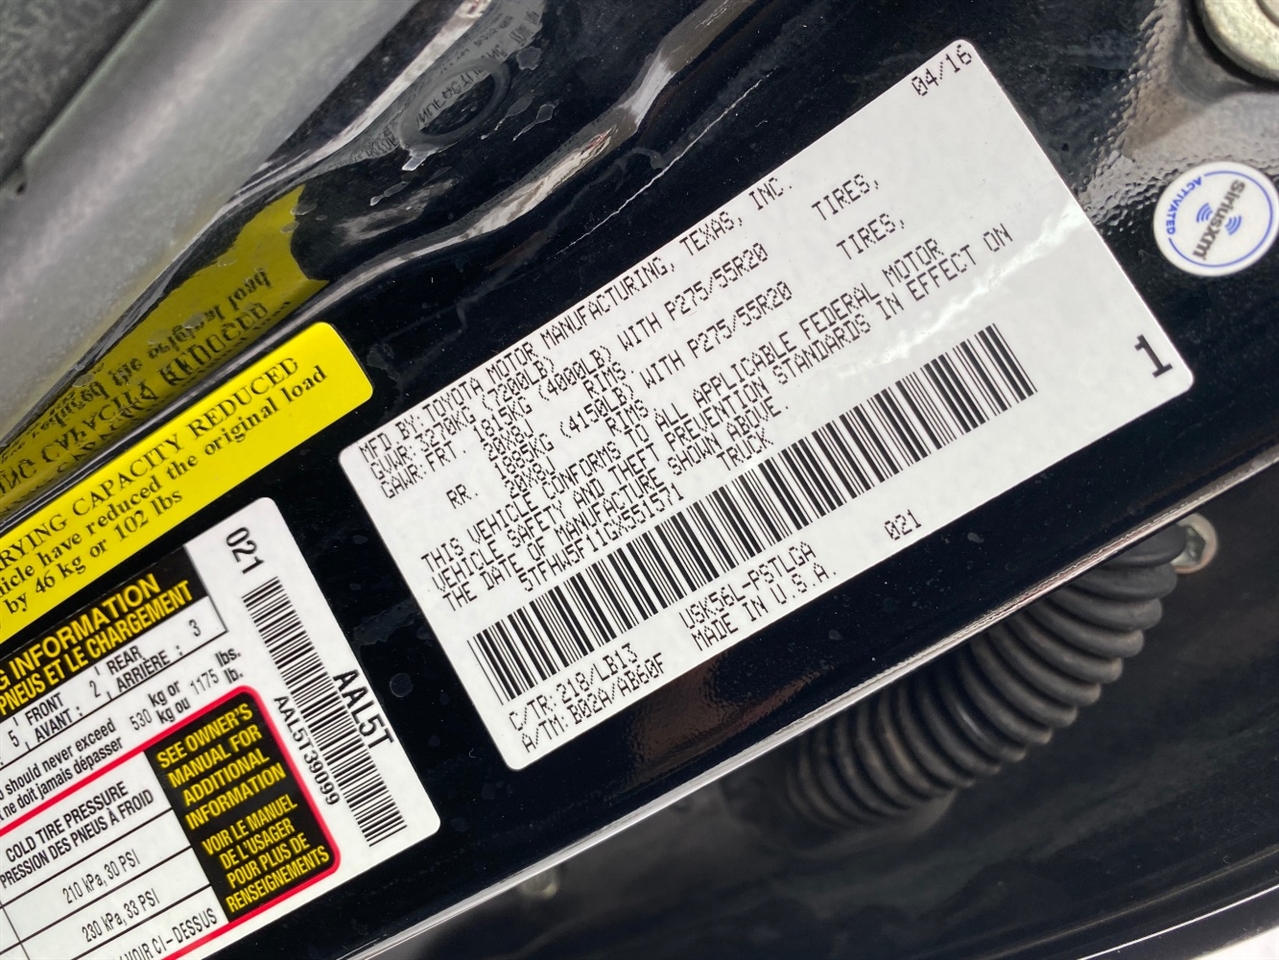 MFD.BY:TOYOTA MOTOR MANUFACTURING, TEXAS, INC. 04/16
GVWR:3270KG (7200LB)
GAWR:FRT. 1815KG (4000LB) WITH P275/55R20 TIRES,
20X8J RIMS.
RR. 1885KG (4150LB) WITH P275/55R20 TIRES,
20X8J RIMS
THIS VEHICLE CONFORMS TO ALL APPLICABLE FEDERAL MOTOR
VEHICLE SAFETY AND THEFT PREVENTION STANDARDS IN EFFECT ON
THE DATE OF MANUFACTURE SHOWN ABOVE.
5TFHW5F11GX551571 TRUCK
1
C/TR:218/LB13 USK56L-PSTLGA 021
A/TM:B02A/AB60F MADE IN U.S.A.
SiriusXM
ACTIVATED
CAPACITY REDUCED
have reduced the original load
by 46 kg or 102 lbs
021
INFORMATION
PNEUS ET LE CHARGEMENT
5 FRONT AVANT : 2 REAR ARRIÈRE : 3
should never exceed 530 kg or 1175 lbs.
ne doit jamais dépasser kg ou lb.
COLD TIRE PRESSURE
PRESSION DES PNEUS À FROID
210 kPa, 30 PSI
230 kPa, 33 PSI
VOIR CI-DESSUS
SEE OWNER'S
MANUAL FOR
ADDITIONAL
INFORMATION
VOIR LE MANUEL
DE L'USAGER
POUR PLUS DE
RENSEIGNEMENTS
AAL5T
AAL5T39099